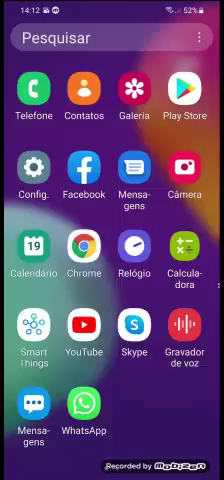 14:12
52%
Pesquisar
Telefone Contatos Galeria Play Store
Config. Facebook Mensa-
gens Câmera
19
Calendário Chrome Relógio Calcula-
dora
Smart
Things YouTube Skype Gravador
de voz
Mensa-
gens WhatsApp
Recorded by Mobizen